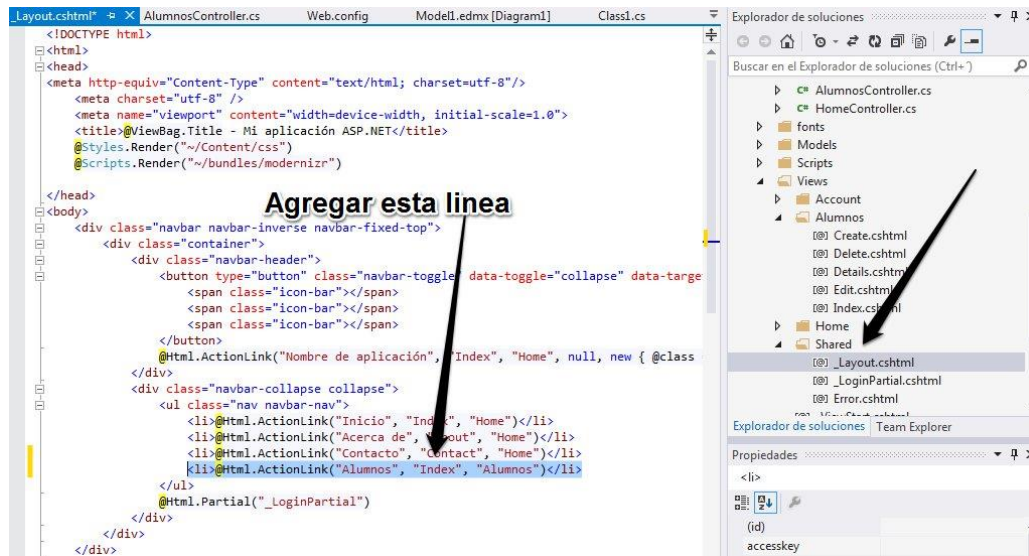 _Layout.cshtml* AlumnosController.cs Web.config Model1.edmx [Diagram1] Class1.cs
<!DOCTYPE html>
<html>
<head>
<meta http-equiv="Content-Type" content="text/html; charset=utf-8"/>
<meta charset="utf-8" />
<meta name="viewport" content="width=device-width, initial-scale=1.0">
<title>@ViewBag.Title - Mi aplicación ASP.NET</title>
@Styles.Render("~/Content/css")
@Scripts.Render("~/bundles/modernizr")
</head>
Agregar esta linea
<body>
<div class="navbar navbar-inverse navbar-fixed-top">
<div class="container">
<div class="navbar-header">
<button type="button" class="navbar-toggle" data-toggle="collapse" data-targe
<span class="icon-bar"></span>
<span class="icon-bar"></span>
<span class="icon-bar"></span>
</button>
@Html.ActionLink("Nombre de aplicación", "Index", "Home", null, new { @class
</div>
<div class="navbar-collapse collapse">
<ul class="nav navbar-nav">
<li>@Html.ActionLink("Inicio", "Index", "Home")</li>
<li>@Html.ActionLink("Acerca de", "About", "Home")</li>
<li>@Html.ActionLink("Contacto", "Contact", "Home")</li>
<li>@Html.ActionLink("Alumnos", "Index", "Alumnos")</li>
</ul>
@Html.Partial("_LoginPartial")
</div>
</div>
</div>
Explorador de soluciones
Buscar en el Explorador de soluciones (Ctrl+´)
C# AlumnosController.cs
C# HomeController.cs
fonts
Models
Scripts
Views
Account
Alumnos
[@] Create.cshtml
[@] Delete.cshtml
[@] Details.cshtml
[@] Edit.cshtml
[@] Index.cshtml
Home
Shared
[@] _Layout.cshtml
[@] _LoginPartial.cshtml
[@] Error.cshtml
Explorador de soluciones Team Explorer
Propiedades
<li>
(id)
accesskey